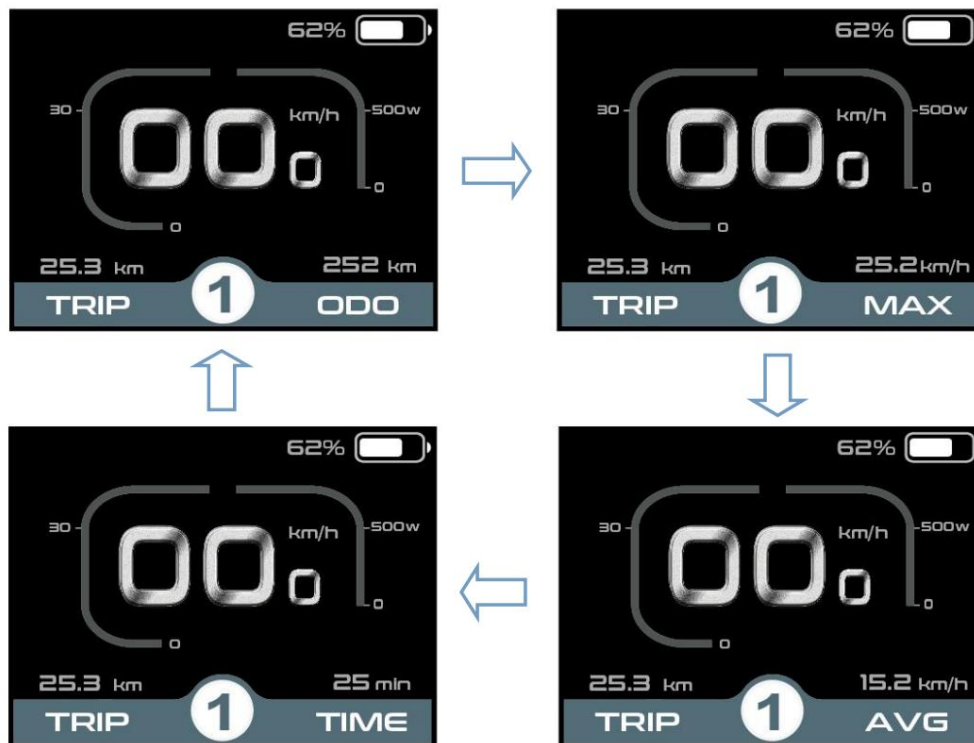 62%
30
500w
00.0 km/h
0
0
25.3 km
252 km
TRIP
1
ODO
62%
30
500w
00.0 km/h
0
0
25.3 km
25.2 km/h
TRIP
1
MAX
62%
30
500w
00.0 km/h
0
0
25.3 km
25 min
TRIP
1
TIME
62%
30
500w
00.0 km/h
0
0
25.3 km
15.2 km/h
TRIP
1
AVG